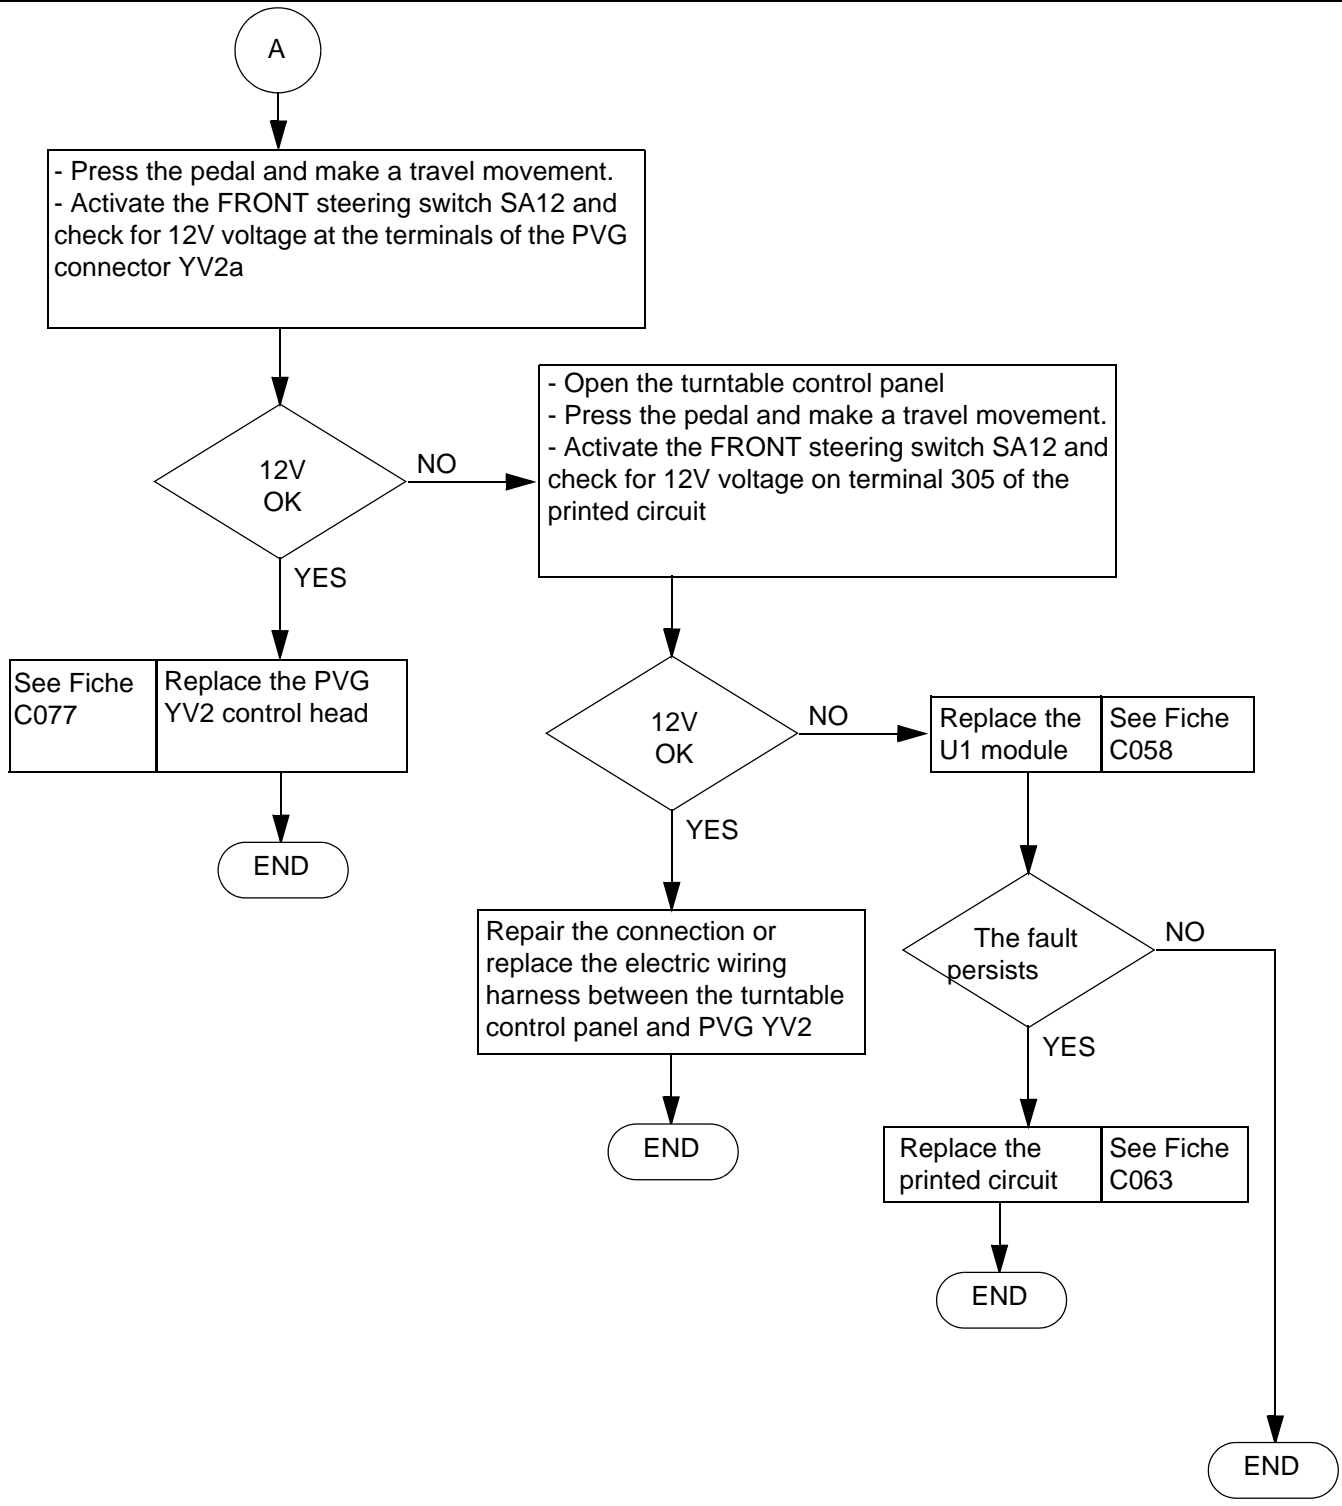 A
- Press the pedal and make a travel movement.
- Activate the FRONT steering switch SA12 and
check for 12V voltage at the terminals of the PVG
connector YV2a
12V
OK
NO
YES
- Open the turntable control panel
- Press the pedal and make a travel movement.
- Activate the FRONT steering switch SA12 and
check for 12V voltage on terminal 305 of the
printed circuit
See Fiche
C077
Replace the PVG
YV2 control head
END
12V
OK
NO
YES
Replace the
U1 module
See Fiche
C058
Repair the connection or
replace the electric wiring
harness between the turntable
control panel and PVG YV2
END
The fault
persists
NO
YES
Replace the
printed circuit
See Fiche
C063
END
END